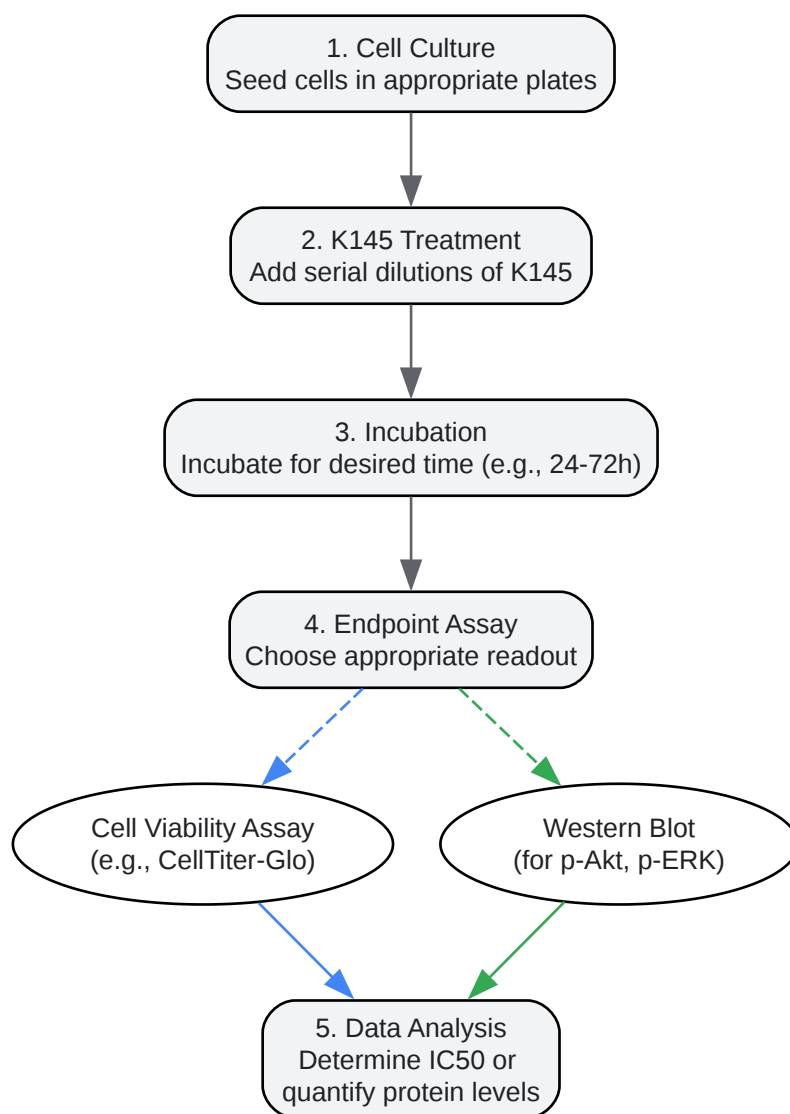 1. Cell Culture
Seed cells in appropriate plates
2. K145 Treatment
Add serial dilutions of K145
3. Incubation
Incubate for desired time (e.g., 24-72h)
4. Endpoint Assay
Choose appropriate readout
Cell Viability Assay
(e.g., CellTiter-Glo)
Western Blot
(for p-Akt, p-ERK)
5. Data Analysis
Determine IC50 or
quantify protein levels